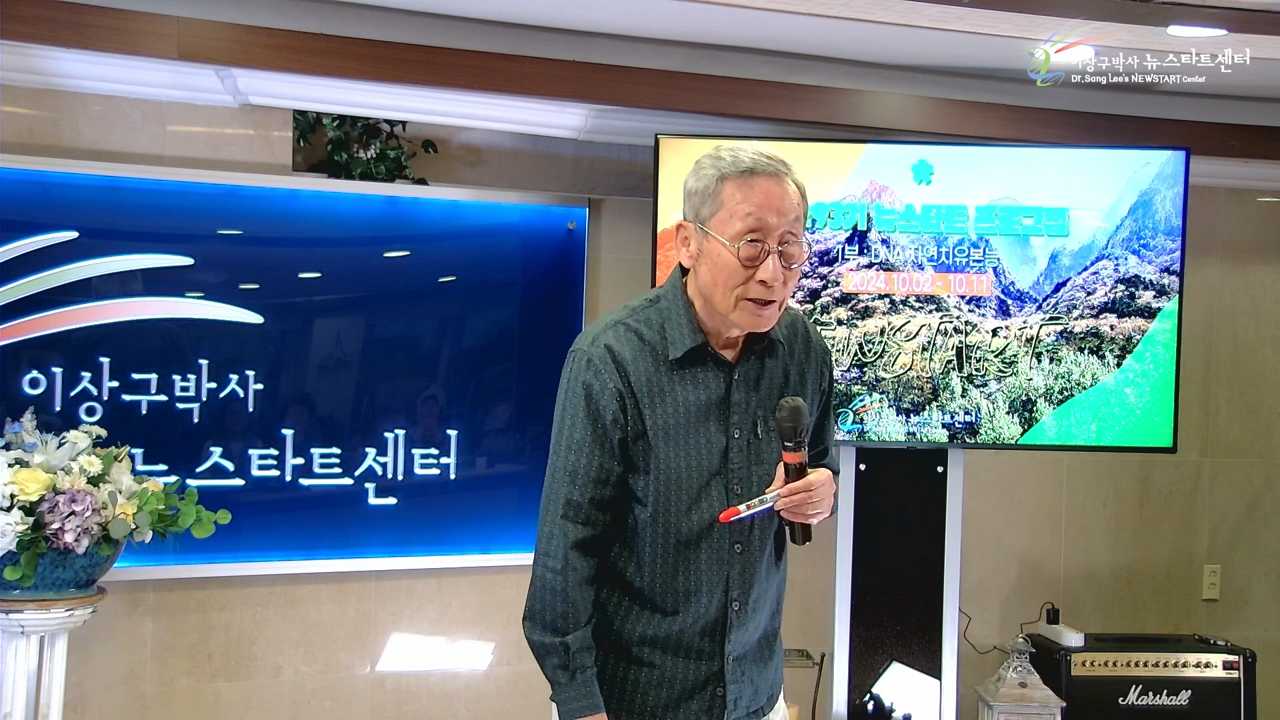 이상구박사 뉴스타트센터
Dr. Sang Lee's NEWSTART Center
1부 : DNA 자연치유본능
2024.10.02 - 10.11
이상구박사
뉴스타트센터
Marshall